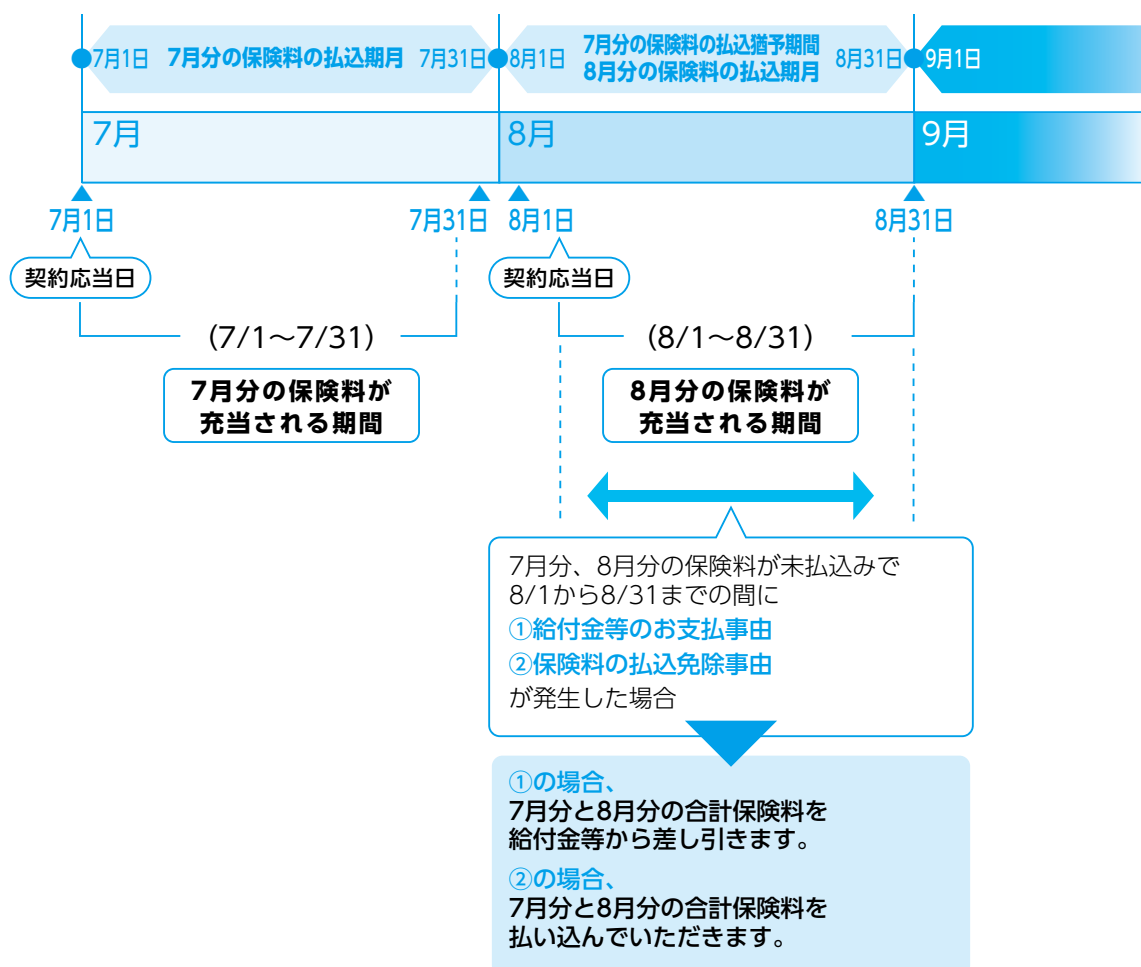 7月1日 7月分の保険料の払込期月 7月31日
8月1日 7月分の保険料の払込猶予期間
8月分の保険料の払込期月 8月31日
9月1日
7月 8月 9月
7月1日 7月31日 8月1日 8月31日
契約応当日 契約応当日
(7/1〜7/31) (8/1〜8/31)
7月分の保険料が
充当される期間
8月分の保険料が
充当される期間
7月分、8月分の保険料が未払込みで
8/1から8/31までの間に
①給付金等のお支払事由
②保険料の払込免除事由
が発生した場合
①の場合、
7月分と8月分の合計保険料を
給付金等から差し引きます。
②の場合、
7月分と8月分の合計保険料を
払い込んでいただきます。